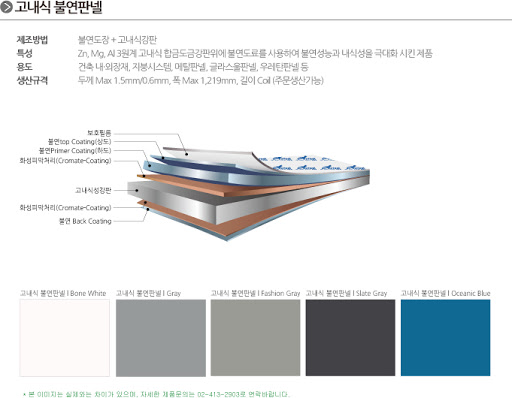 고내식 불연판넬
제조방법 불연도장 + 고내식강판
특성 Zn, Mg, Al 3원계 고내식 합금도금강판위에 불연도료를 사용하여 불연성능과 내식성을 극대화 시킨 제품
용도 건축 내·외장재, 지붕시스템, 메탈판넬, 글라스울판넬, 우레탄판넬 등
생산규격 두께 Max 1.5mm/0.6mm, 폭 Max 1,219mm, 길이 Coil (주문생산가능)
보호필름
불연top Coating(상도)
불연Primer Coating(하도)
화성피막처리(Cromate-Coating)
고내식성강판
화성피막처리(Cromate-Coating)
불연 Back Coating
고내식 불연판넬 l Bone White
고내식 불연판넬 l Gray
고내식 불연판넬 l Fashion Gray
고내식 불연판넬 l Slate Gray
고내식 불연판넬 l Oceanic Blue
* 본 이미지는 실제와는 차이가 있으며, 자세한 제품문의는 02-413-2903로 연락바랍니다.